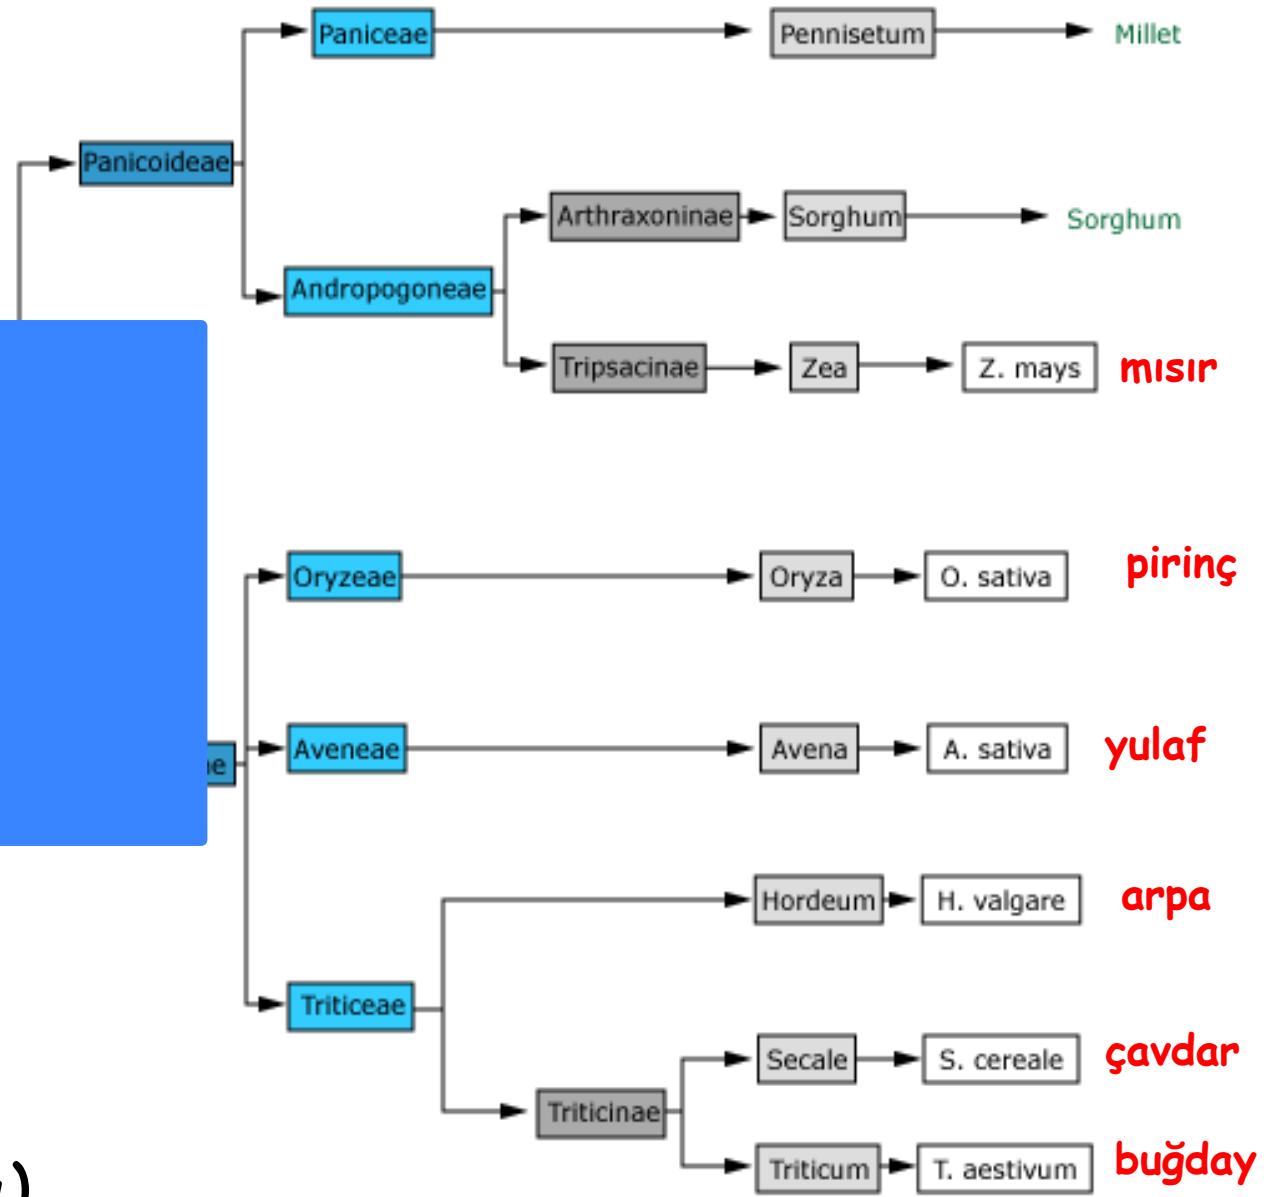 Paniceae Pennisetum Millet
Panicoideae
Arthraxoninae Sorghum Sorghum
Andropogoneae
Tripsacinae Zea Z. mays mısır
Oryzeae Oryza O. sativa pirinç
Aveneae Avena A. sativa yulaf
Hordeum H. valgare arpa
Triticeae
Secale S. cereale çavdar
Triticinae
Triticum T. aestivum buğday